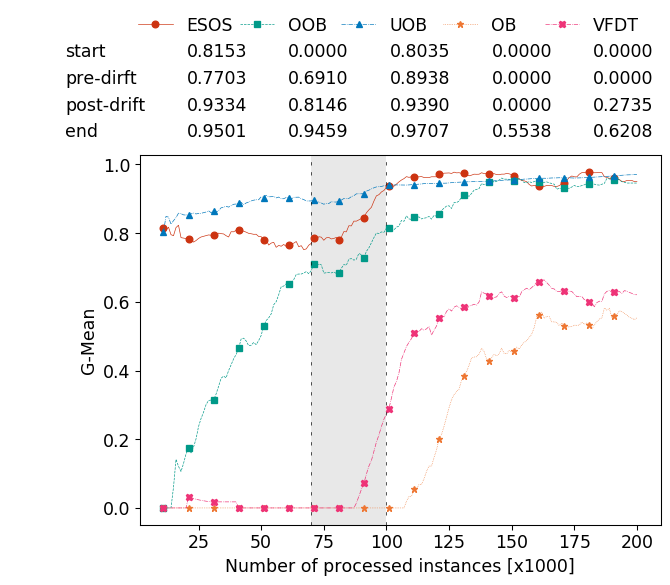 ESOS OOB UOB OB VFDT
start 0.8153 0.0000 0.8035 0.0000 0.0000
pre-dirft 0.7703 0.6910 0.8938 0.0000 0.0000
post-drift 0.9334 0.8146 0.9390 0.0000 0.2735
end 0.9501 0.9459 0.9707 0.5538 0.6208
1.0
0.8
0.6
0.4
0.2
0.0
G-Mean
25 50 75 100 125 150 175 200
Number of processed instances [x1000]